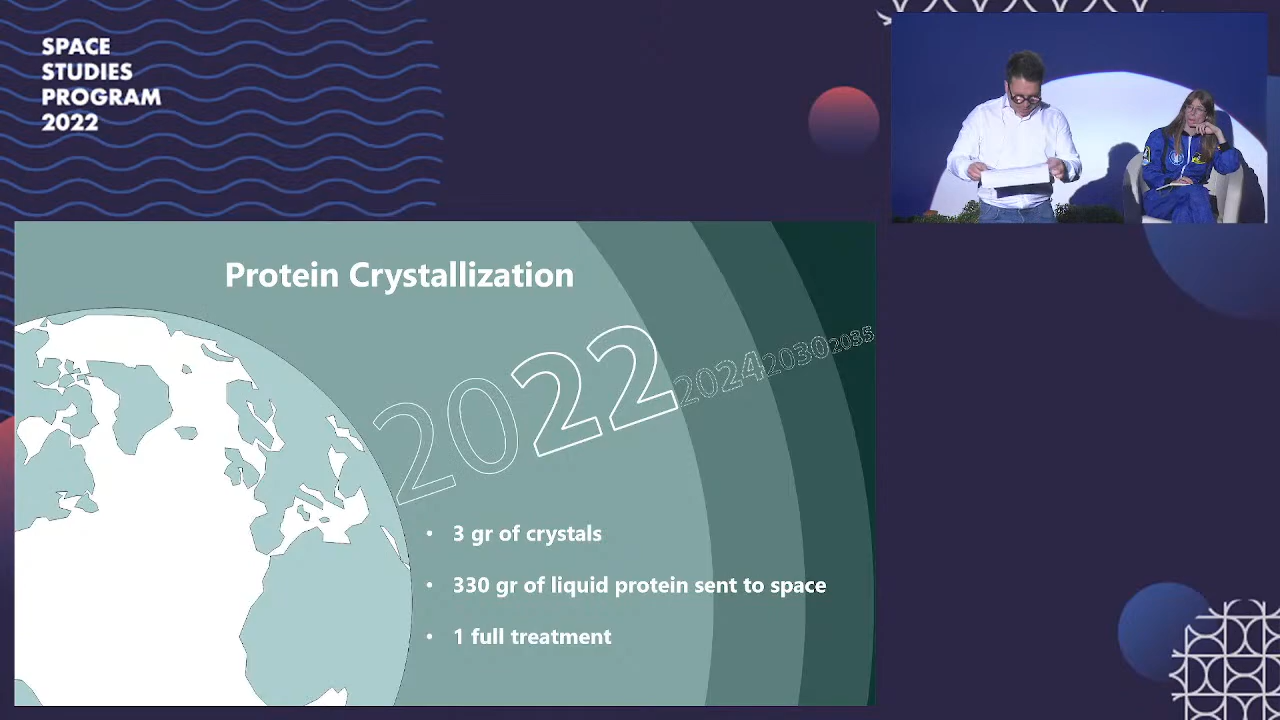 SPACE
STUDIES
PROGRAM
2022
Protein Crystallization
2022 2024 2030 2035
• 3 gr of crystals
• 330 gr of liquid protein sent to space
• 1 full treatment